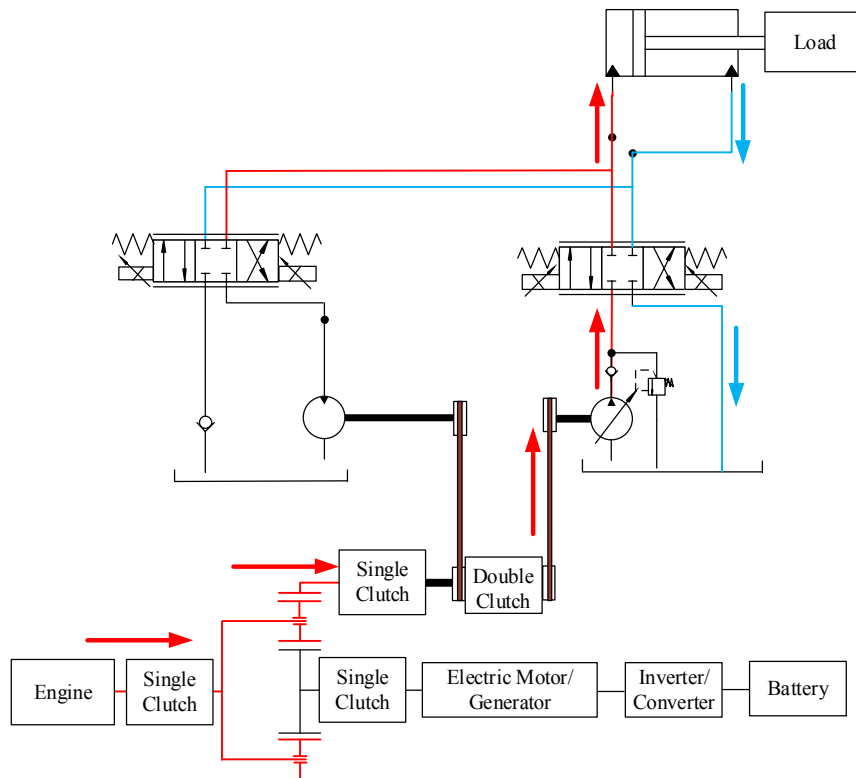 Load
Single
Clutch
Double
Clutch
Engine
Single
Clutch
Single
Clutch
Electric Motor/
Generator
Inverter/
Converter
Battery